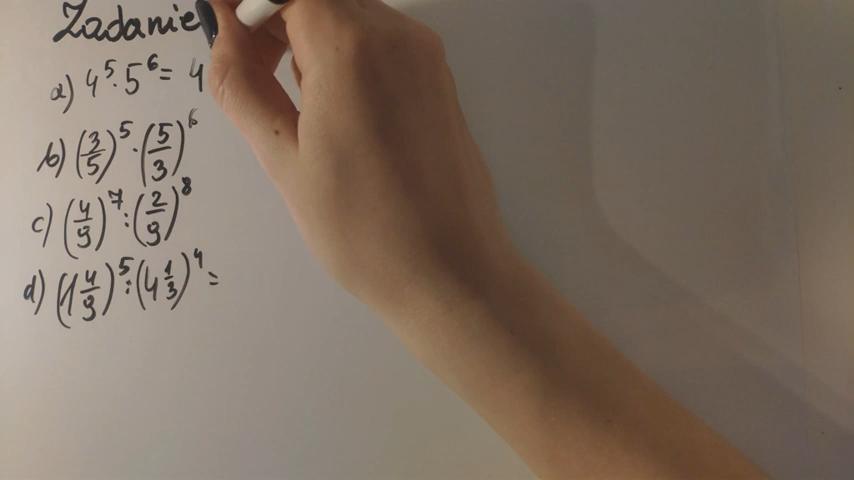 Zadanie
a) 4⁵·5⁶= 4
b) (3/5)⁵·(5/3)⁶
c) (4/9)⁷:(2/9)⁸
d) (1 4/9)⁵:(4 1/3)⁴=